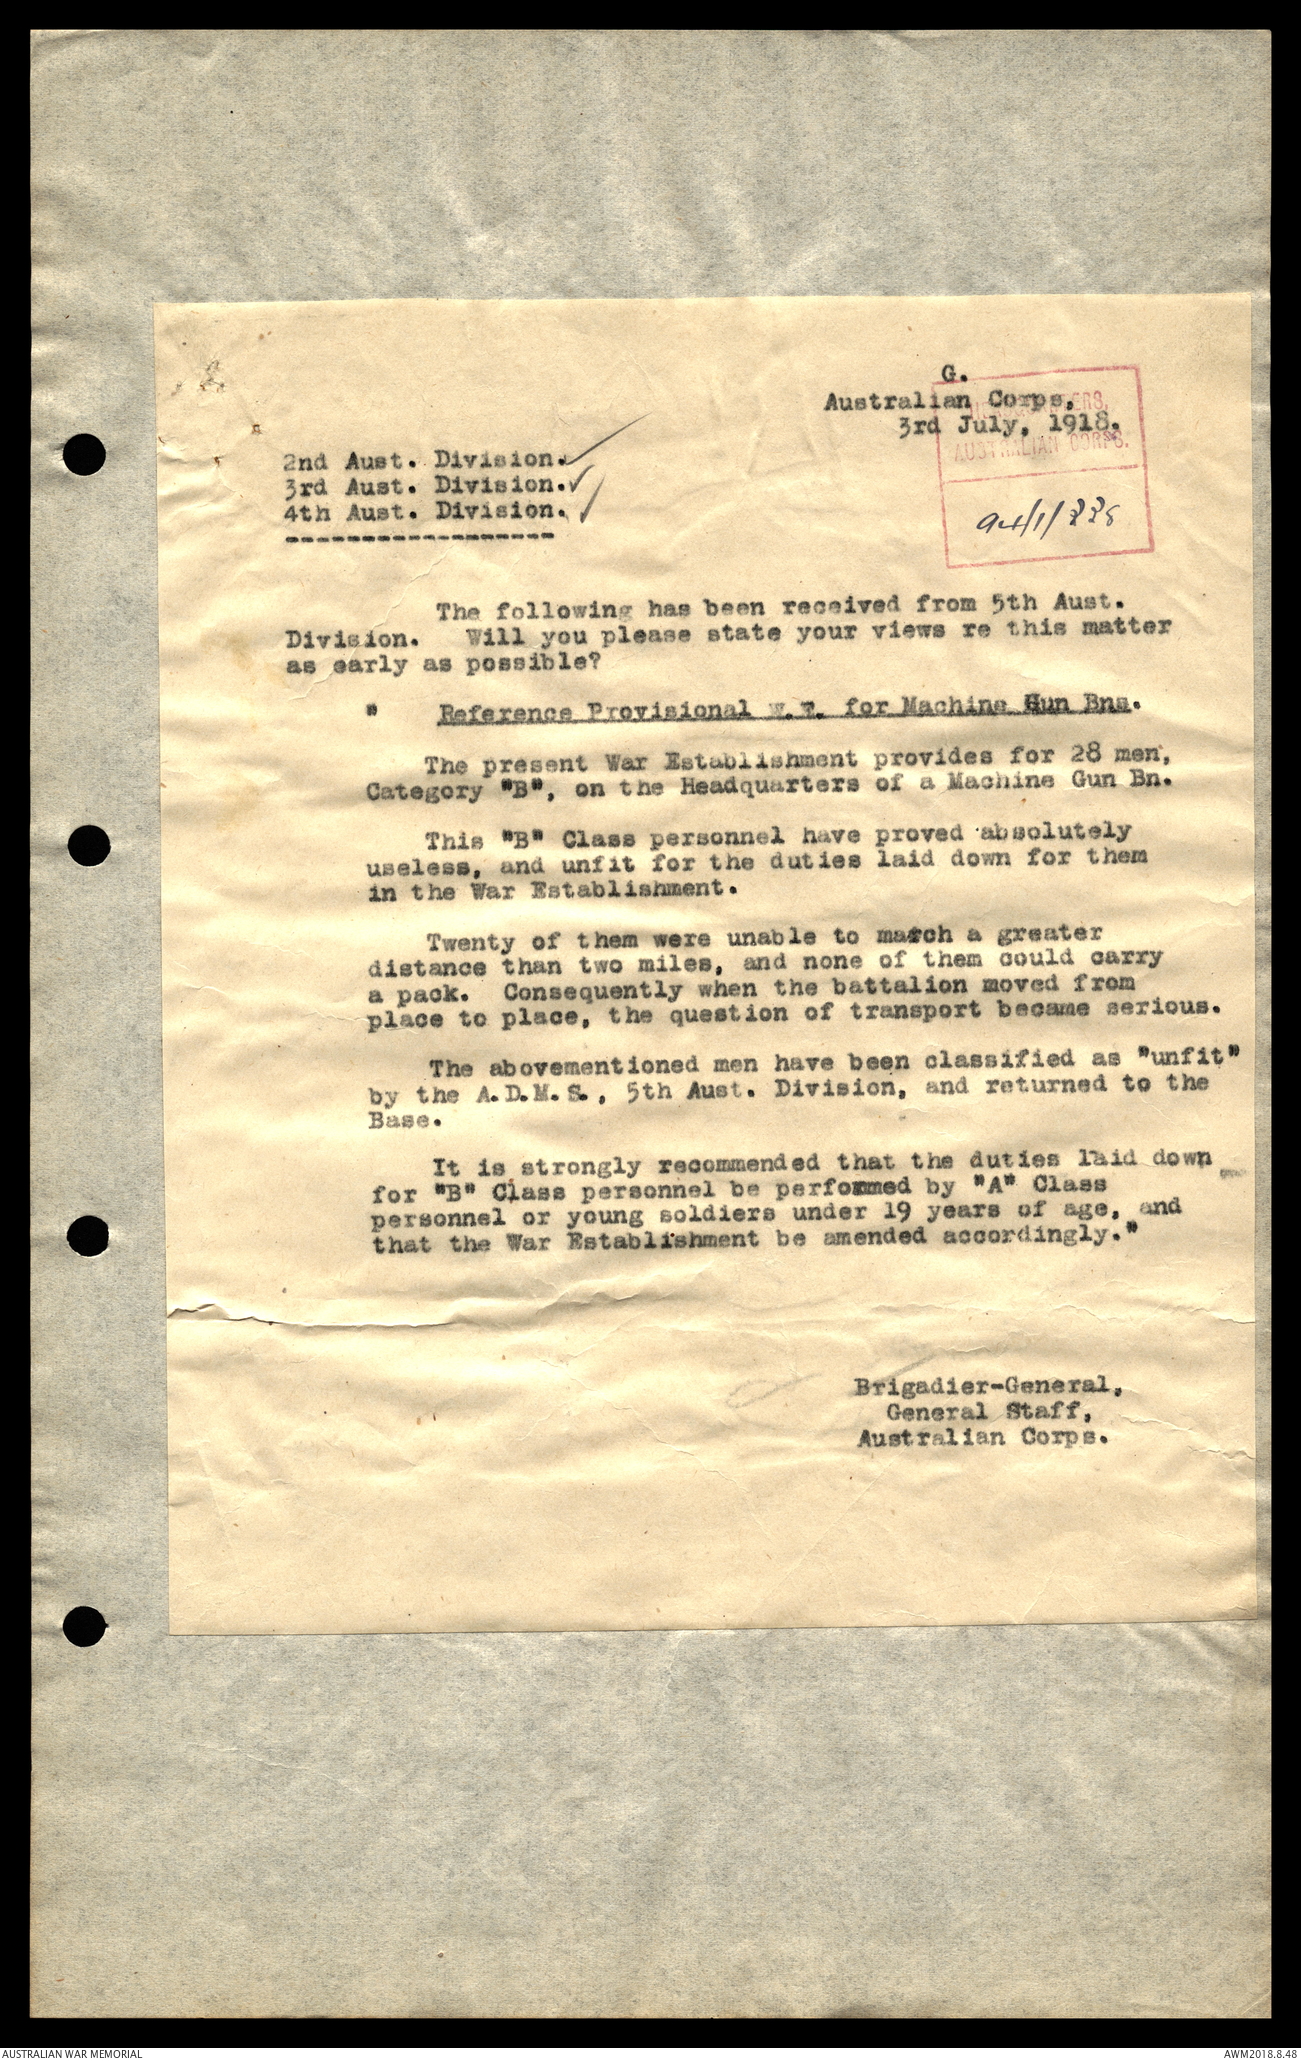 G.
Australian Corps,
3rd July, 1918.
HEADQUARTERS,
AUSTRALIAN CORPS.
2nd Aust. Division.
3rd Aust. Division.
4th Aust. Division.
------------------
The following has been received from 5th Aust.
Division. Will you please state your views re this matter
as early as possible?
" Reference Provisional W.E. for Machine Gun Bns.
The present War Establishment provides for 28 men,
Category "B", on the Headquarters of a Machine Gun Bn.
This "B" Class personnel have proved absolutely
useless, and unfit for the duties laid down for them
in the War Establishment.
Twenty of them were unable to march a greater
distance than two miles, and none of them could carry
a pack. Consequently when the battalion moved from
place to place, the question of transport became serious.
The abovementioned men have been classified as "unfit"
by the A.D.M.S., 5th Aust. Division, and returned to the
Base.
It is strongly recommended that the duties laid down
for "B" Class personnel be performed by "A" Class
personnel or young soldiers under 19 years of age, and
that the War Establishment be amended accordingly."
Brigadier-General,
General Staff,
Australian Corps.
AUSTRALIAN WAR MEMORIAL
AWM2018.8.48